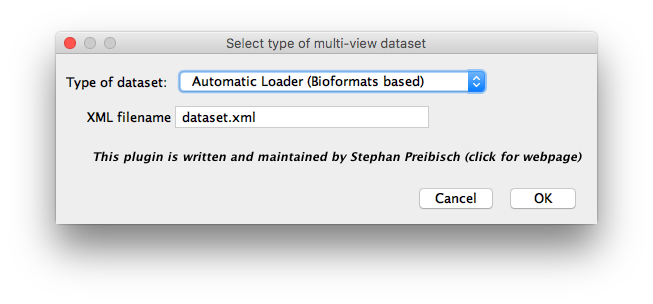 Select type of multi-view dataset
Type of dataset: Automatic Loader (Bioformats based)
XML filename dataset.xml
This plugin is written and maintained by Stephan Preibisch (click for webpage)
Cancel OK